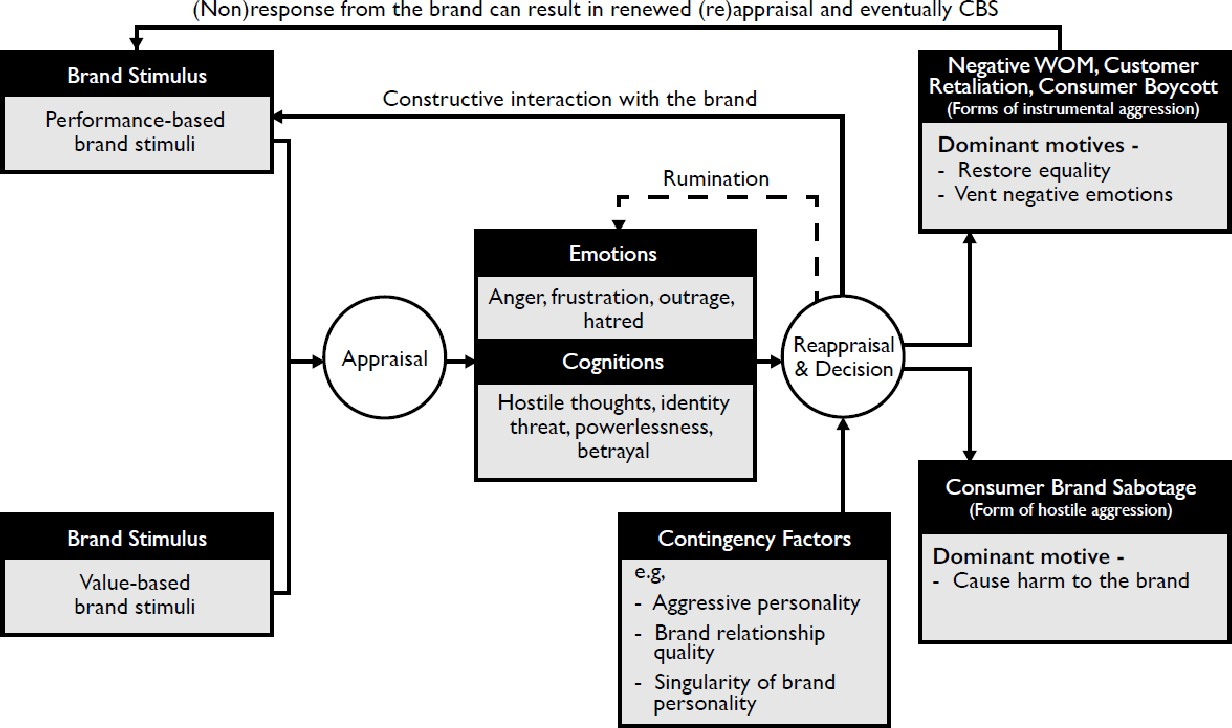 (Non)response from the brand can result in renewed (re)appraisal and eventually CBS
Brand Stimulus
Performance-based
brand stimuli
Constructive interaction with the brand
Rumination
Negative WOM, Customer
Retaliation, Consumer Boycott
(Forms of instrumental aggression)
Dominant motives -
- Restore equality
- Vent negative emotions
Emotions
Anger, frustration, outrage,
hatred
Appraisal
Cognitions
Hostile thoughts, identity
threat, powerlessness,
betrayal
Reappraisal
& Decision
Brand Stimulus
Value-based
brand stimuli
Contingency Factors
e.g,
- Aggressive personality
- Brand relationship
quality
- Singularity of brand
personality
Consumer Brand Sabotage
(Form of hostile aggression)
Dominant motive -
- Cause harm to the brand